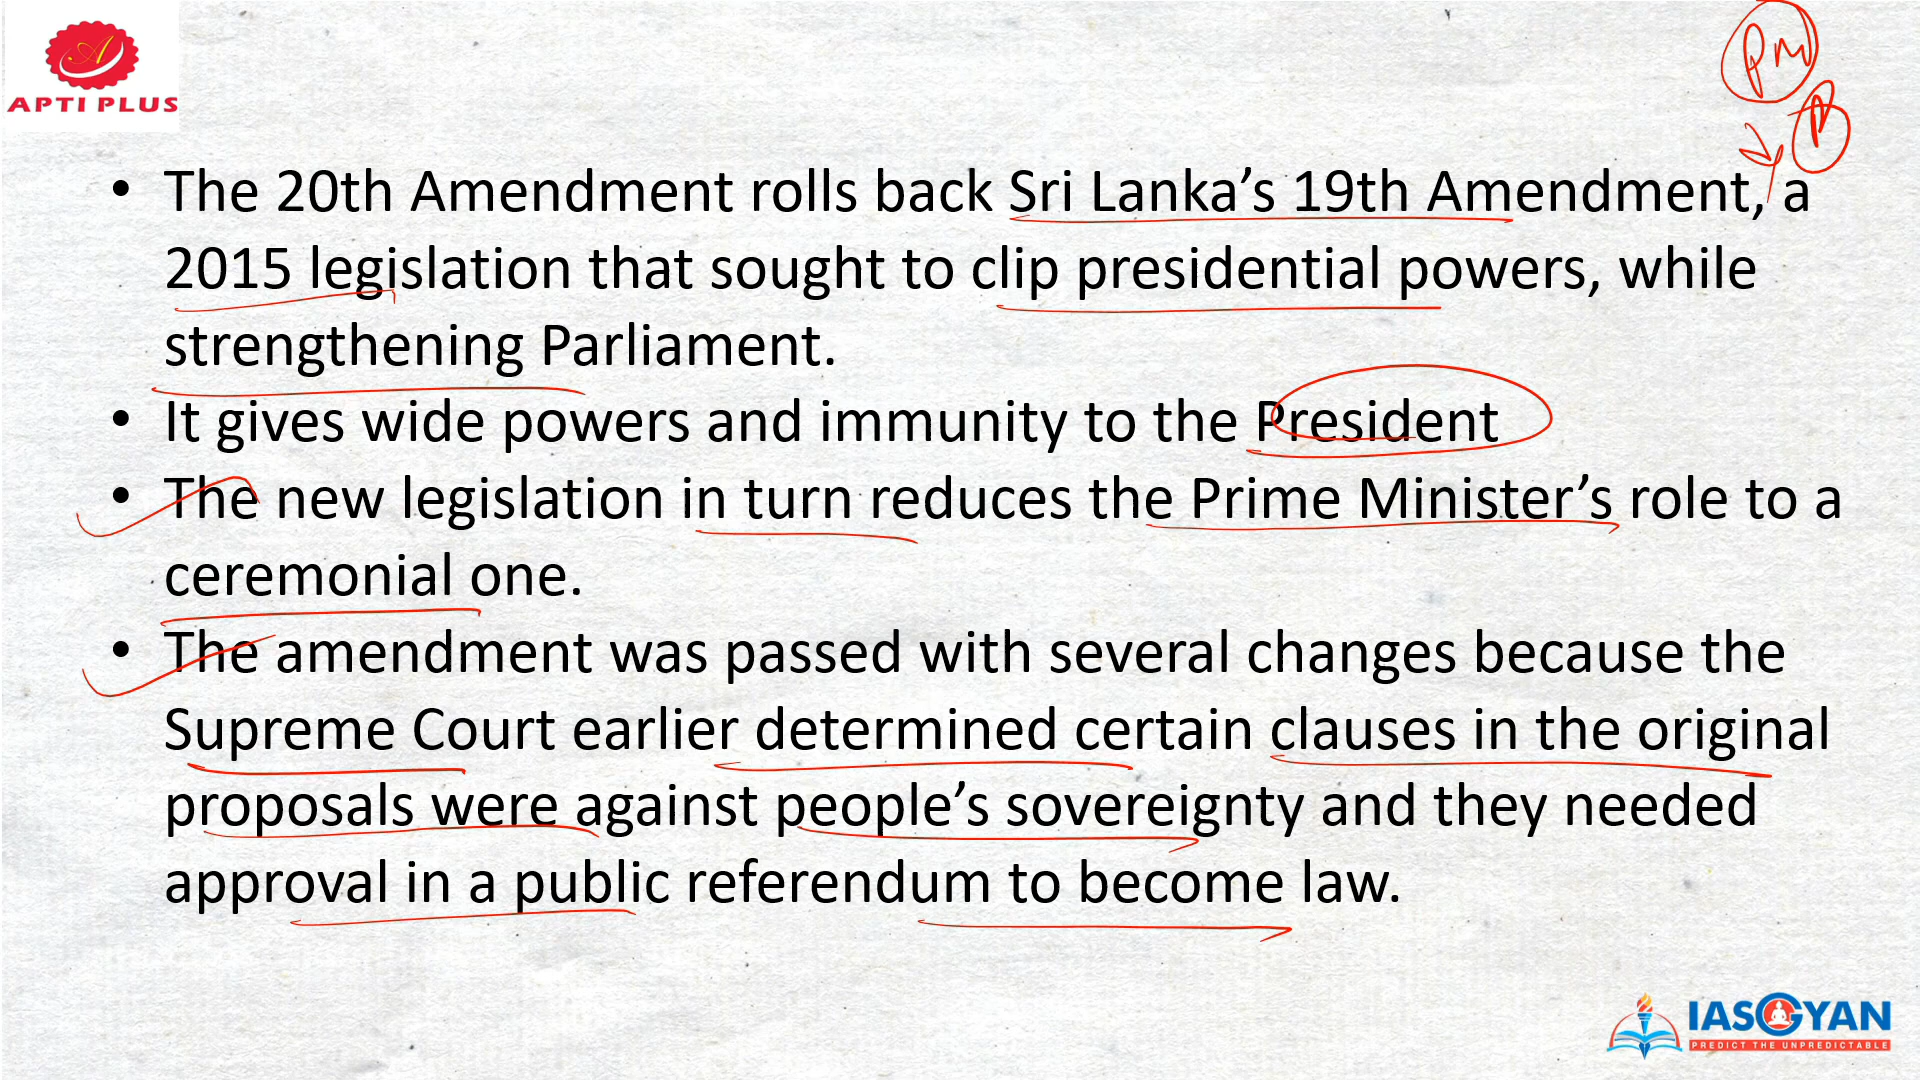 A
APTI PLUS
PM
• The 20th Amendment rolls back Sri Lanka’s 19th Amendment, a
2015 legislation that sought to clip presidential powers, while
strengthening Parliament.
• It gives wide powers and immunity to the President
• The new legislation in turn reduces the Prime Minister’s role to a
ceremonial one.
• The amendment was passed with several changes because the
Supreme Court earlier determined certain clauses in the original
proposals were against people’s sovereignty and they needed
approval in a public referendum to become law.
IASGYAN
PREDICT THE UNPREDICTABLE